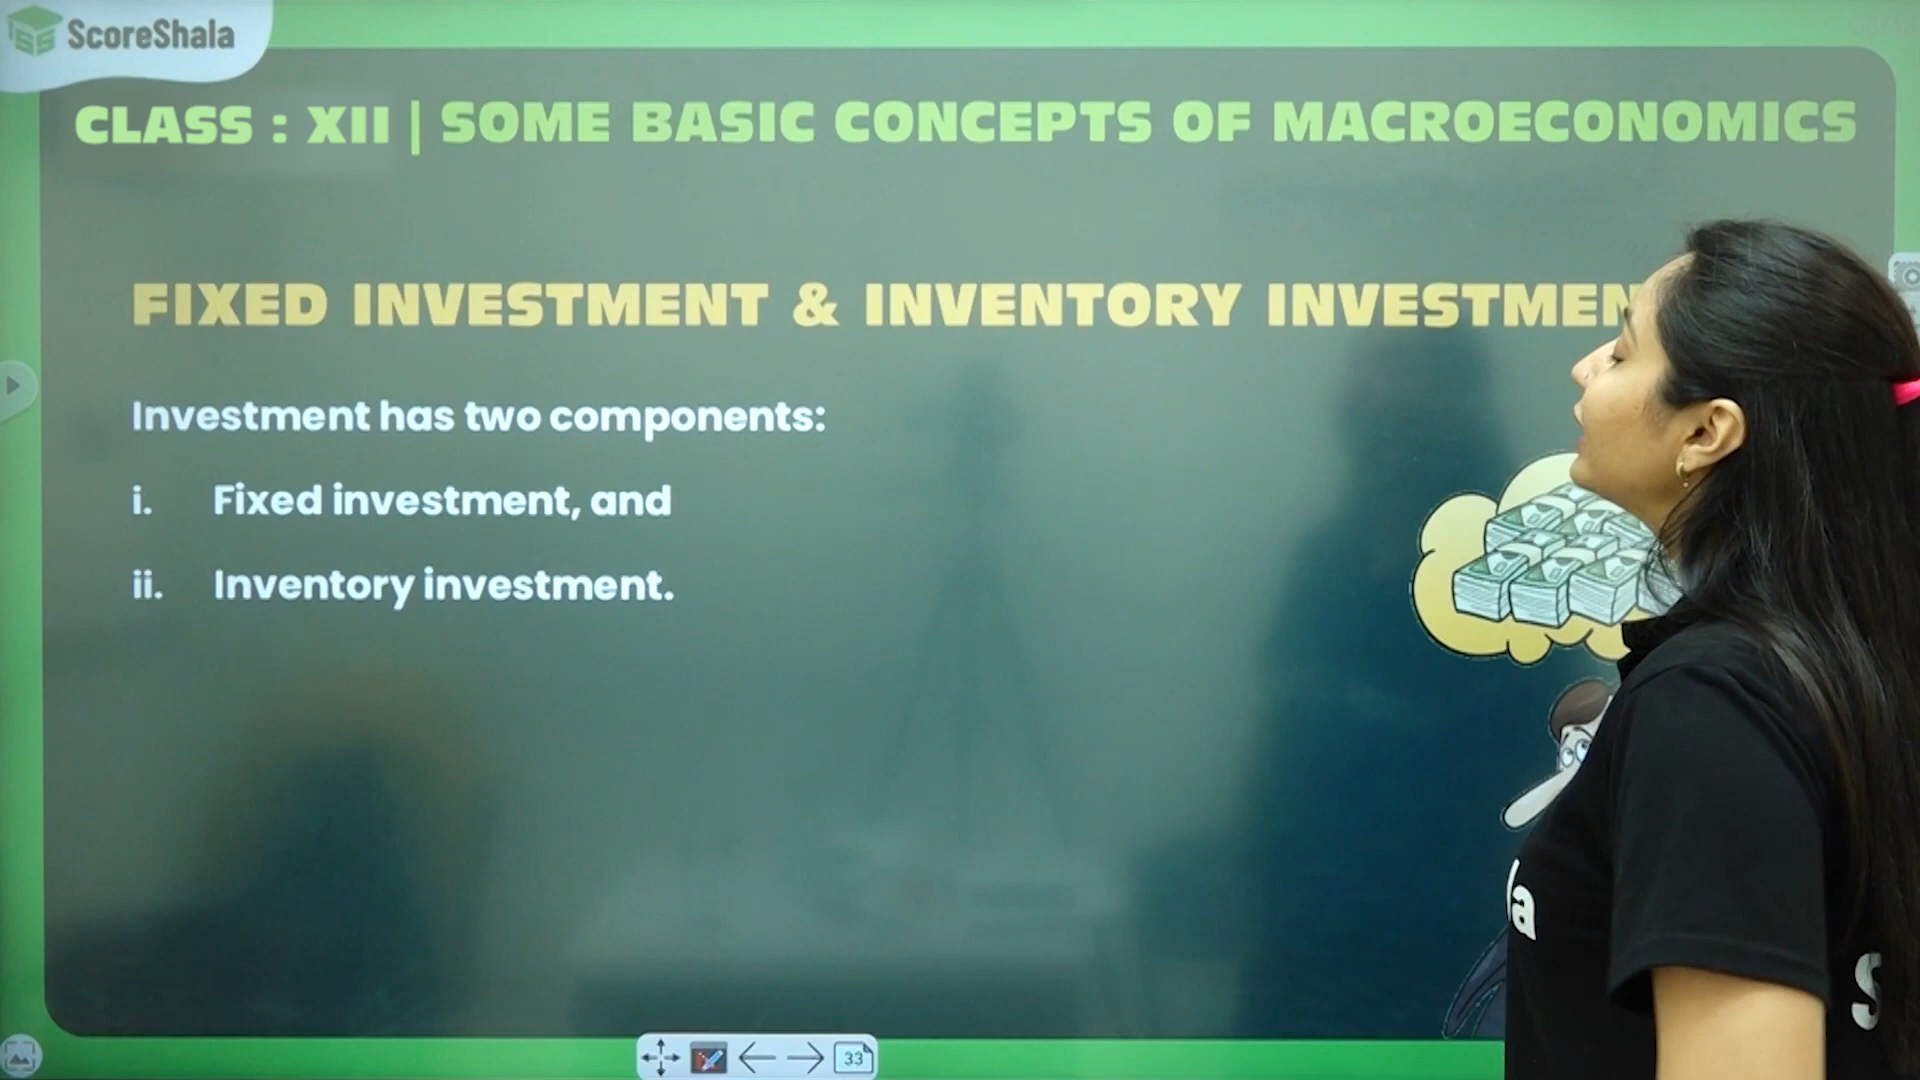 ScoreShala
CLASS : XII | SOME BASIC CONCEPTS OF MACROECONOMICS
FIXED INVESTMENT & INVENTORY INVESTMEN
Investment has two components:
i. Fixed investment, and
ii. Inventory investment.
la
S
33